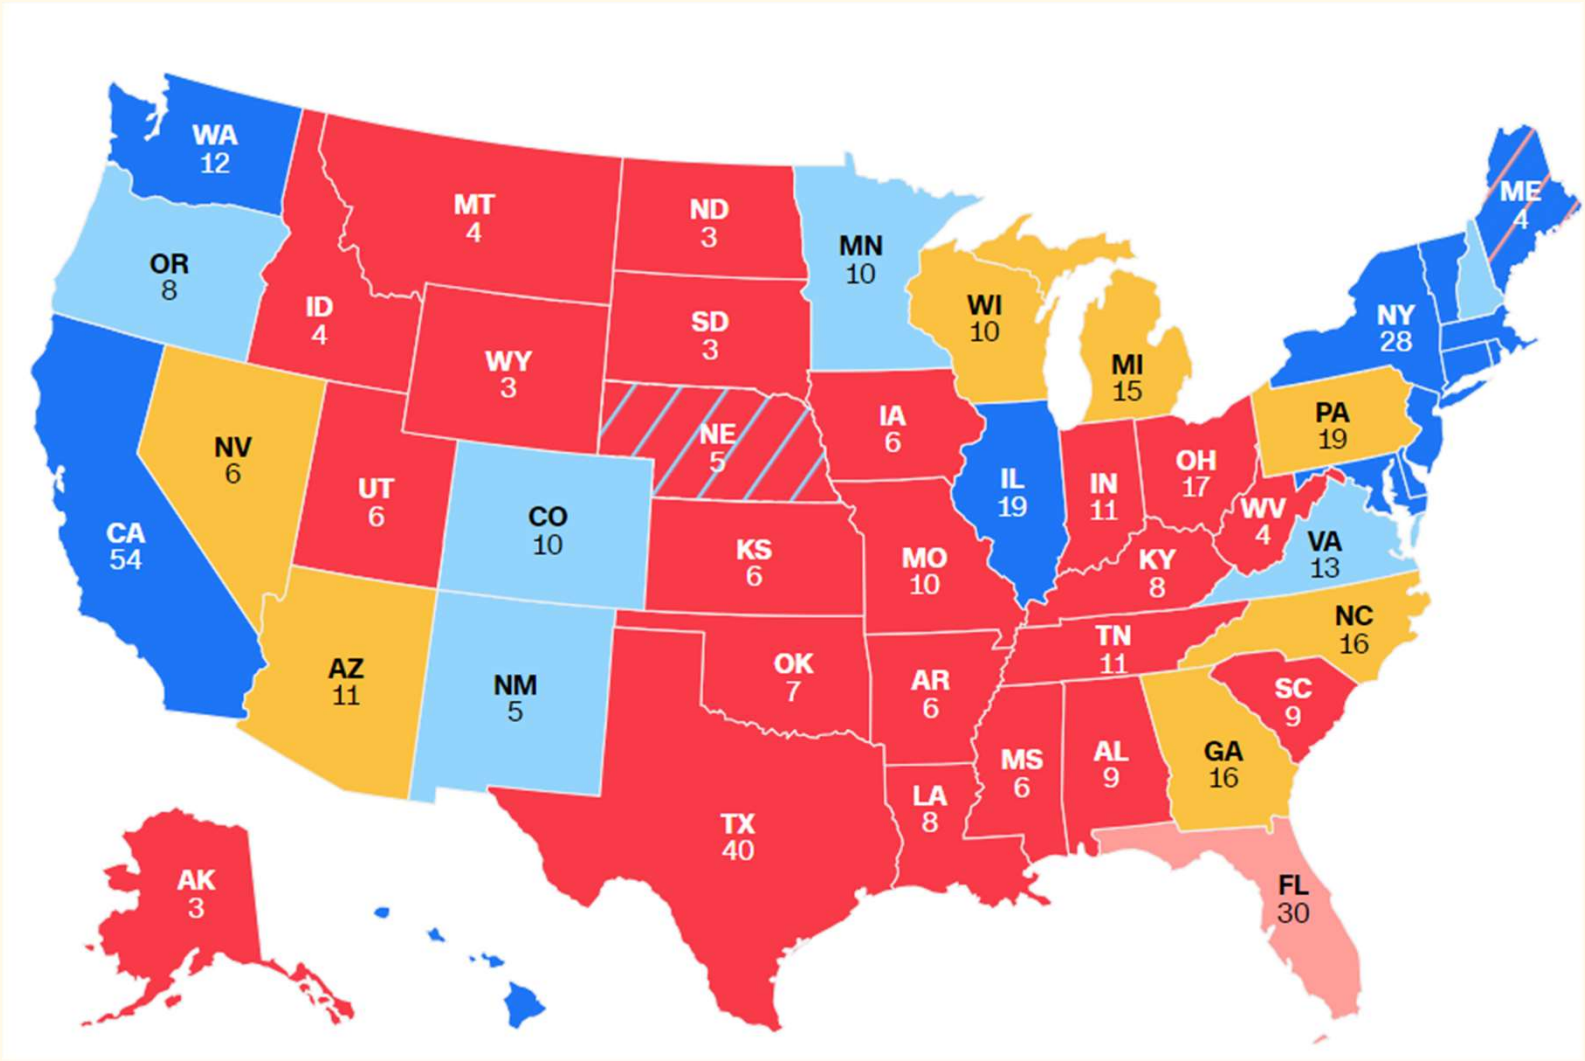 WA
12
OR
8
CA
54
NV
6
ID
4
MT
4
WY
3
UT
6
AZ
11
CO
10
NM
5
ND
3
SD
3
NE
5
KS
6
OK
7
TX
40
MN
10
IA
6
MO
10
AR
6
LA
8
WI
10
IL
19
MI
15
IN
11
OH
17
KY
8
TN
11
MS
6
AL
9
GA
16
FL
30
SC
9
NC
16
VA
13
WV
4
PA
19
NY
28
ME
4
AK
3